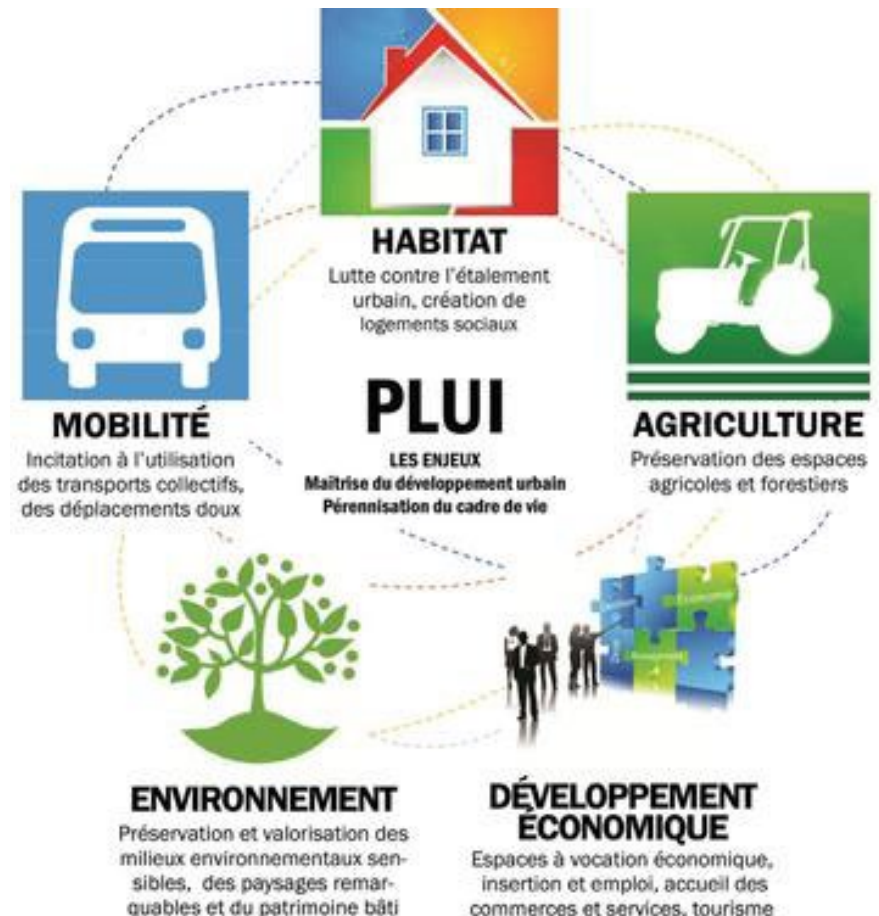 HABITAT
Lutte contre l'étalement
urbain, création de
logements sociaux
MOBILITÉ
Incitation à l'utilisation
des transports collectifs,
des déplacements doux
PLUI
LES ENJEUX
Maîtrise du développement urbain
Pérennisation du cadre de vie
AGRICULTURE
Préservation des espaces
agricoles et forestiers
Economie
ENVIRONNEMENT
Préservation et valorisation des
milieux environnementaux sen-
sibles, des paysages remar-
quables et du patrimoine bâti
DÉVELOPPEMENT
ÉCONOMIQUE
Espaces à vocation économique,
insertion et emploi, accueil des
commerces et services, tourisme